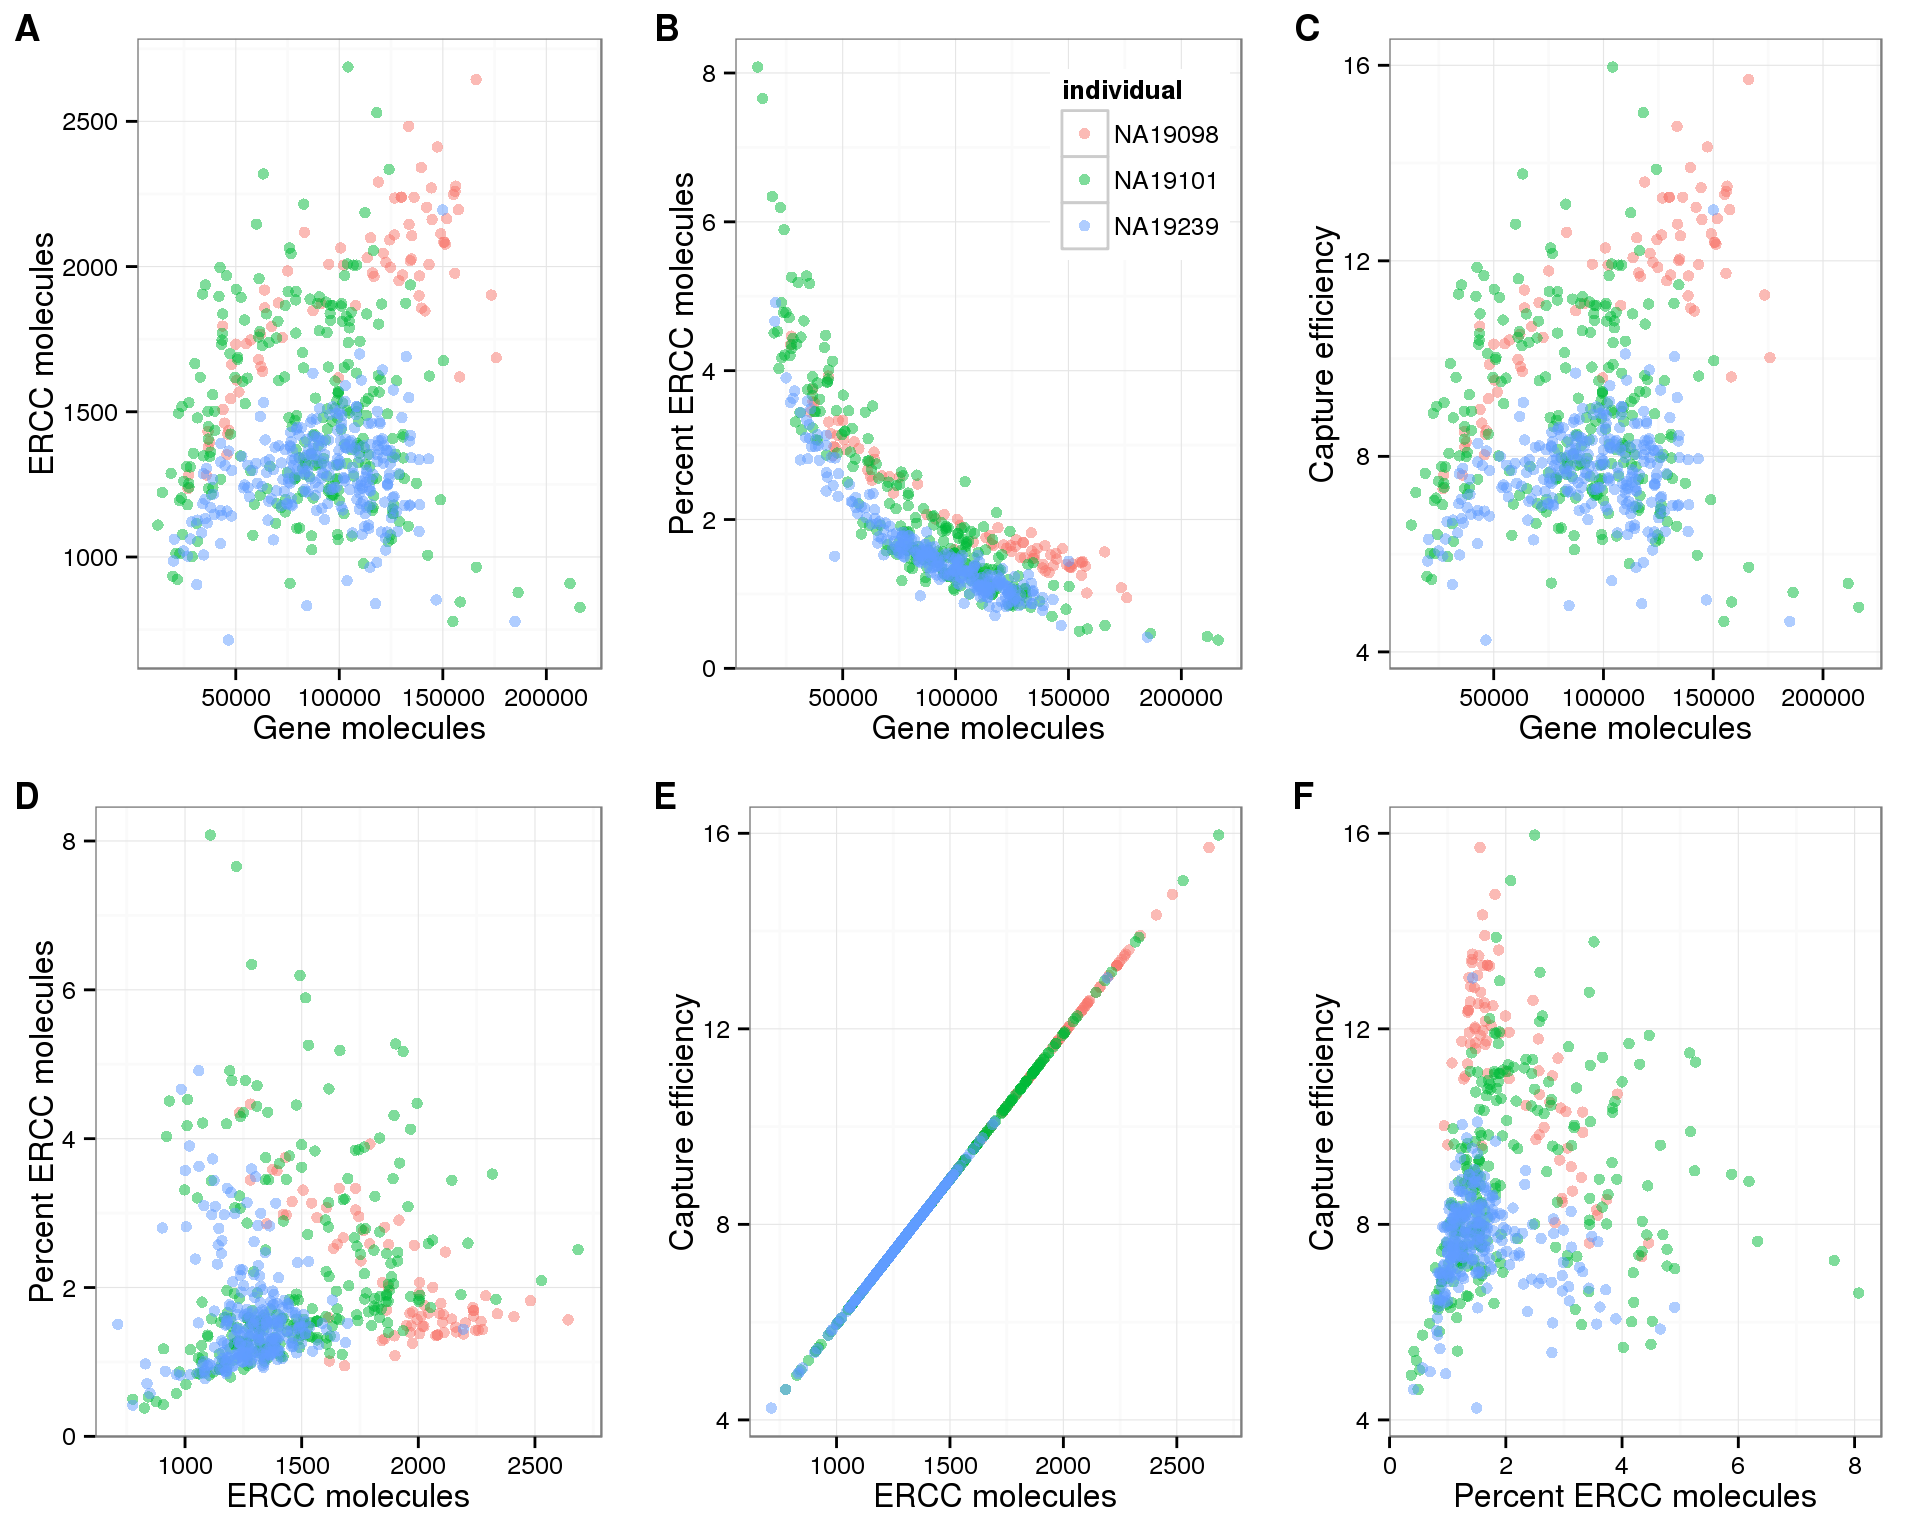 A
ERCC molecules
2500
2000
1500
1000
50000 100000 150000 200000
Gene molecules
B
Percent ERCC molecules
8
6
4
2
0
individual
NA19098
NA19101
NA19239
50000 100000 150000 200000
Gene molecules
C
Capture efficiency
16
12
8
4
50000 100000 150000 200000
Gene molecules
D
Percent ERCC molecules
8
6
4
2
0
1000 1500 2000 2500
ERCC molecules
E
Capture efficiency
16
12
8
4
1000 1500 2000 2500
ERCC molecules
F
Capture efficiency
16
12
8
4
0 2 4 6 8
Percent ERCC molecules